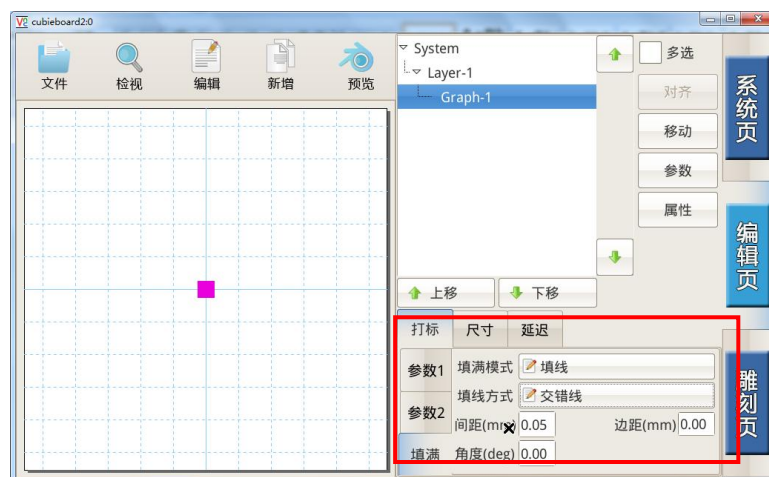 cubieboard2:0
文件 检视 编辑 新增 预览
System
Layer-1
Graph-1
多选
对齐
移动
参数
属性
上移 下移
系统页
编辑页
雕刻页
打标 尺寸 延迟
参数1 填满模式 填线
填线方式 交错线
参数2
间距(mm) 0.05 边距(mm) 0.00
填满 角度(deg) 0.00